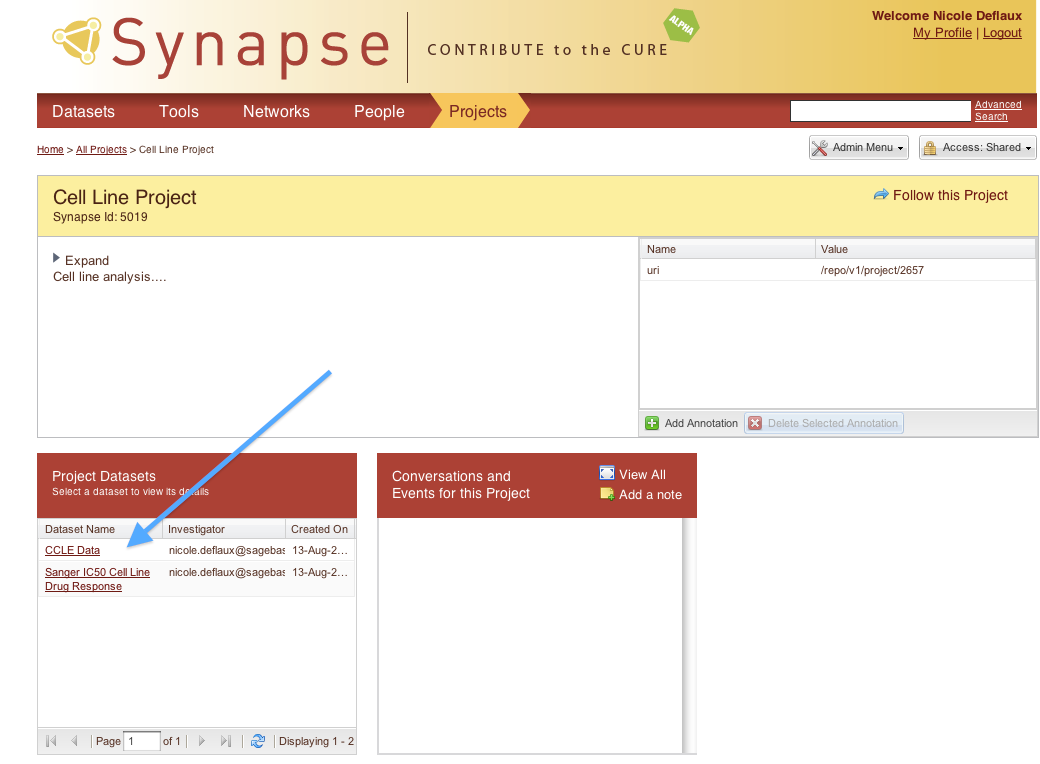 Synapse
CONTRIBUTE to the CURE
ALPHA
Welcome Nicole Deflaux
My Profile | Logout
Datasets Tools Networks People Projects
Advanced
Search
Home > All Projects > Cell Line Project
Admin Menu
Access: Shared
Cell Line Project
Synapse Id: 5019
Follow this Project
Expand
Cell line analysis....
Name Value
uri /repo/v1/project/2657
Add Annotation Delete Selected Annotation
Project Datasets
Select a dataset to view its details
Dataset Name Investigator Created On
CCLE Data nicole.deflaux@sagebas 13-Aug-2...
Sanger IC50 Cell Line nicole.deflaux@sagebas 13-Aug-2...
Drug Response
Page 1 of 1 Displaying 1 - 2
Conversations and
Events for this Project
View All
Add a note